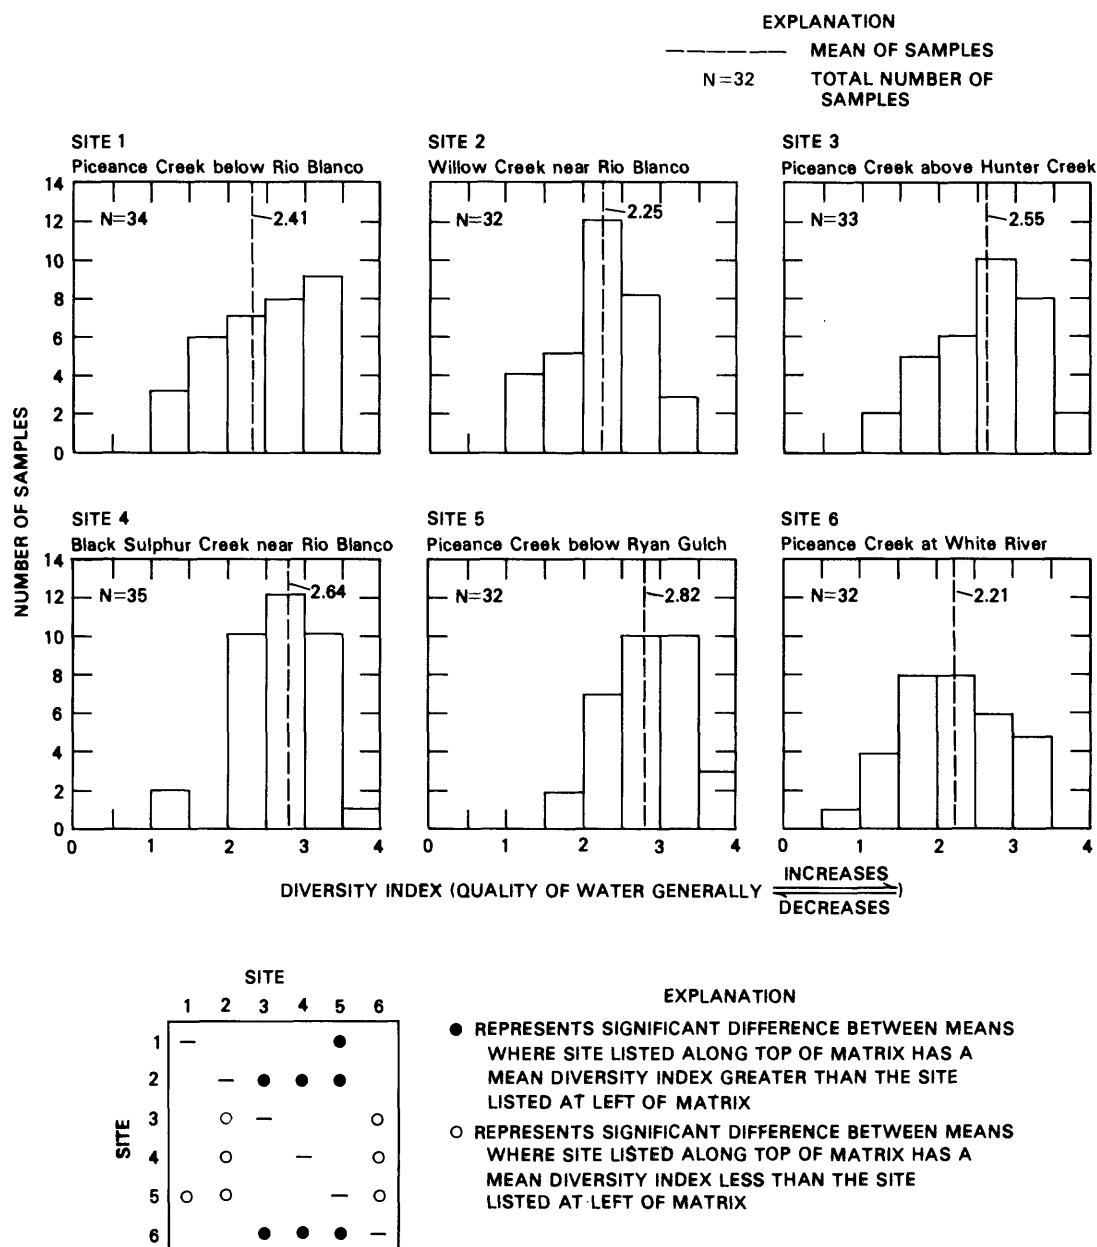 EXPLANATION
MEAN OF SAMPLES
N=32 TOTAL NUMBER OF
SAMPLES
SITE 1
Piceance Creek below Rio Blanco
SITE 2
Willow Creek near Rio Blanco
SITE 3
Piceance Creek above Hunter Creek
14
12
10
8
6
4
2
0
N=34
2.41
N=32
2.25
N=33
2.55
NUMBER OF SAMPLES
SITE 4
Black Sulphur Creek near Rio Blanco
SITE 5
Piceance Creek below Ryan Gulch
SITE 6
Piceance Creek at White River
14
12
10
8
6
4
2
0
N=35
2.64
N=32
2.82
N=32
2.21
0 1 2 3 4
0 1 2 3 4
0 1 2 3 4
DIVERSITY INDEX (QUALITY OF WATER GENERALLY INCREASES
DECREASES)
SITE
1 2 3 4 5 6
SITE
1
2
3
4
5
6
EXPLANATION
● REPRESENTS SIGNIFICANT DIFFERENCE BETWEEN MEANS
WHERE SITE LISTED ALONG TOP OF MATRIX HAS A
MEAN DIVERSITY INDEX GREATER THAN THE SITE
LISTED AT LEFT OF MATRIX
○ REPRESENTS SIGNIFICANT DIFFERENCE BETWEEN MEANS
WHERE SITE LISTED ALONG TOP OF MATRIX HAS A
MEAN DIVERSITY INDEX LESS THAN THE SITE
LISTED AT LEFT OF MATRIX